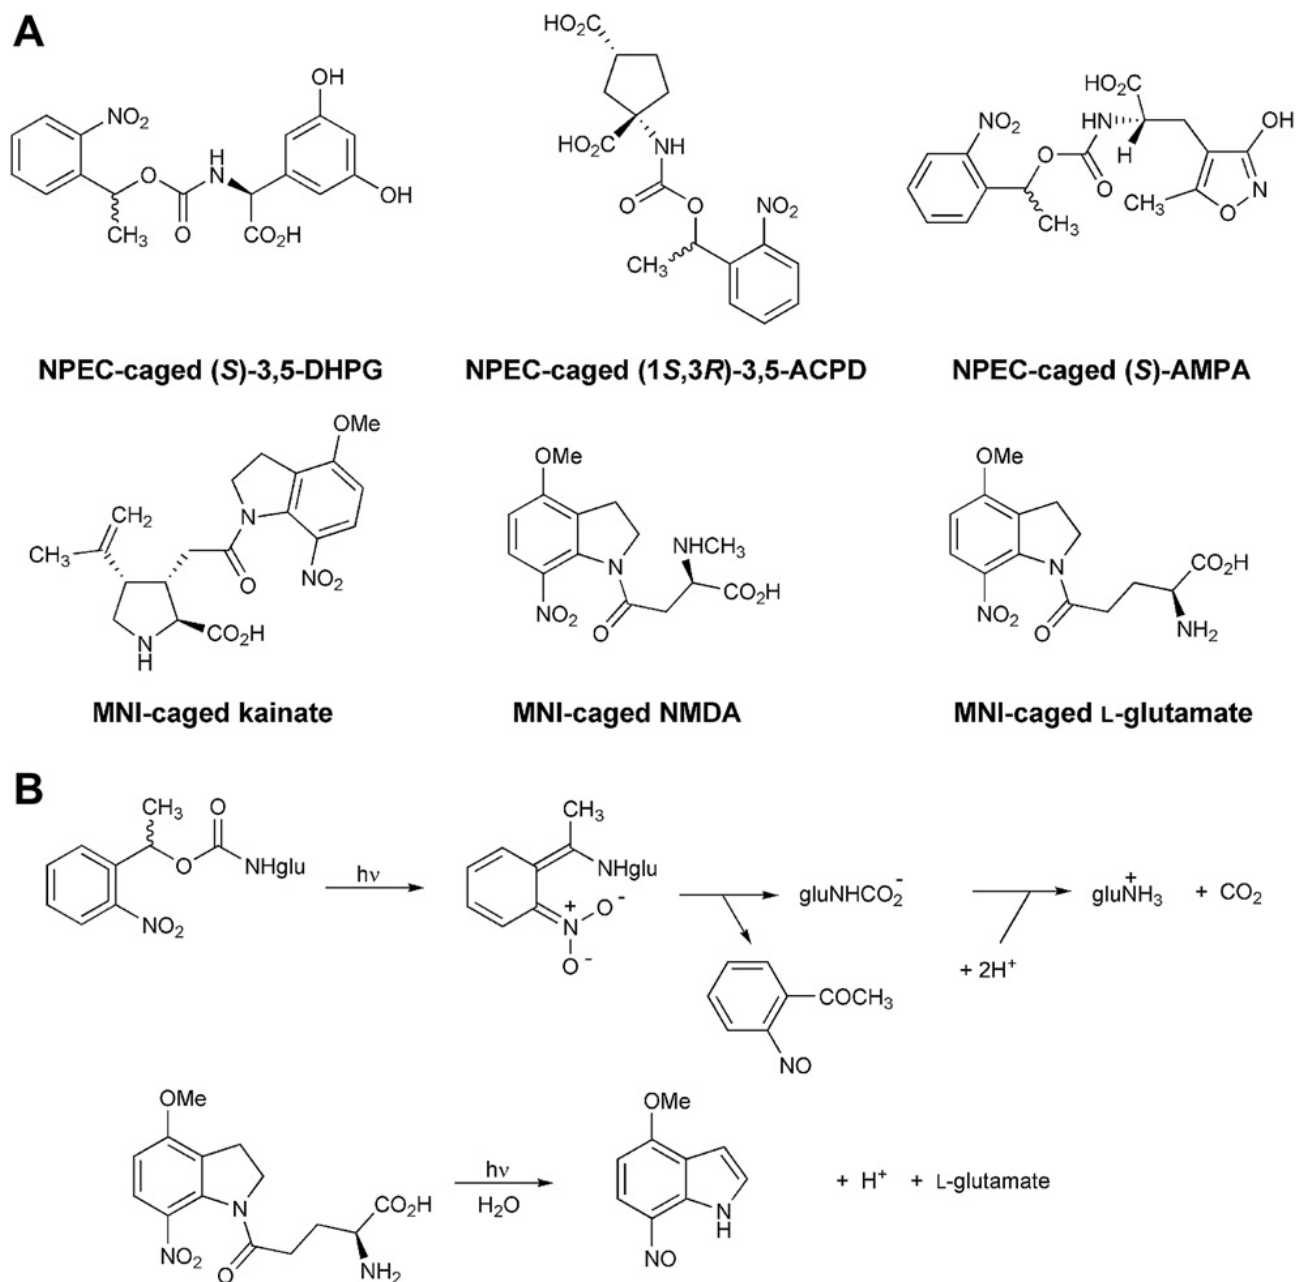 A
HO₂C
OH
NO₂
H
N
O
O
CH₃
CO₂H
OH
HO₂C
NH
O
O
NO₂
CH₃
HO₂C
NO₂
HN
H
O
O
CH₃
CH₃
O
N
OH
NPEC-caged (S)-3,5-DHPG
NPEC-caged (1S,3R)-3,5-ACPD
NPEC-caged (S)-AMPA
OMe
CH₂
CH₃
N
O
NO₂
N
H
CO₂H
OMe
NHCH₃
N
CO₂H
NO₂
O
OMe
CO₂H
N
NO₂
O
NH₂
MNI-caged kainate
MNI-caged NMDA
MNI-caged L-glutamate
B
CH₃
O
O
NHglu
NO₂
hν
CH₃
NHglu
N⁺
O⁻
O⁻
gluNHCO₂⁻
COCH₃
NO
+ 2H⁺
gluNH₃⁺ + CO₂
OMe
N
CO₂H
NO₂
O
NH₂
hν
H₂O
OMe
N
H
NO
+ H⁺ + L-glutamate